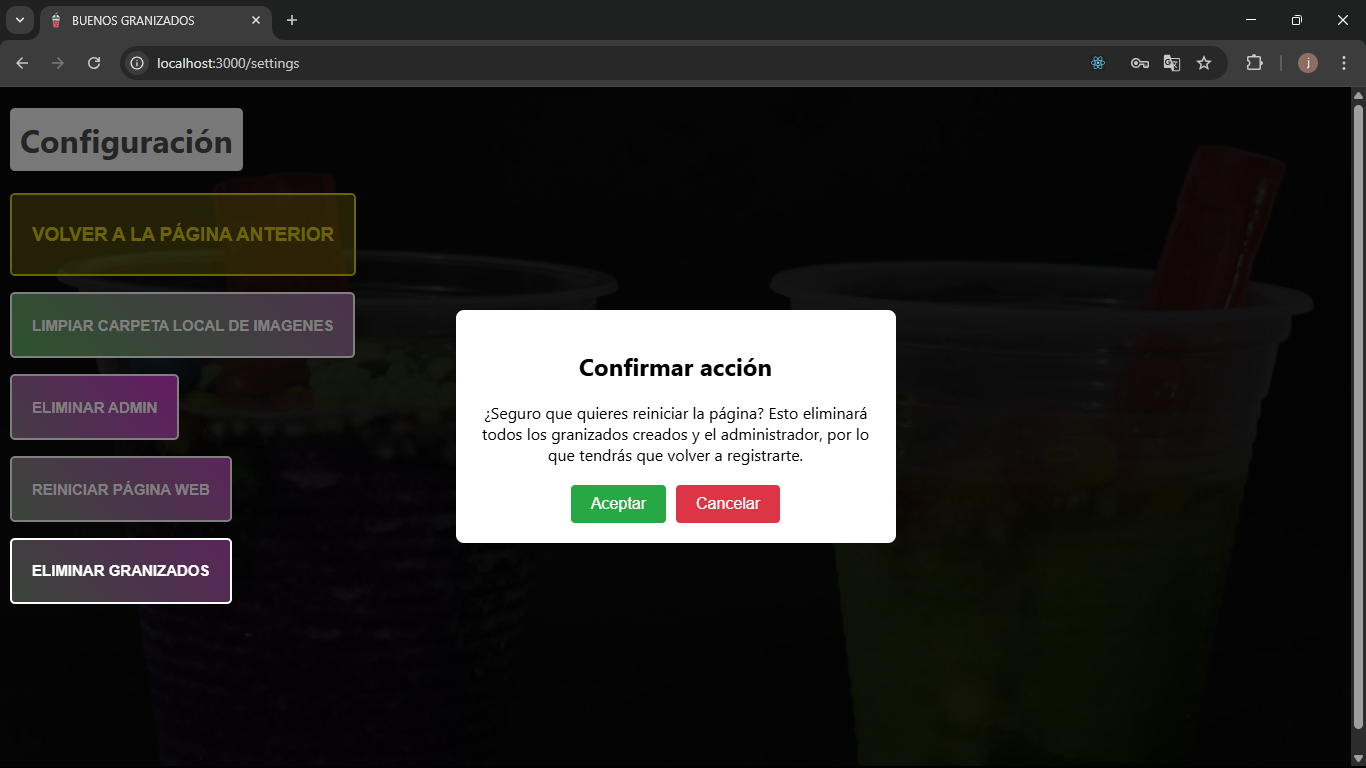 BUENOS GRANIZADOS
localhost:3000/settings
j
Configuración
VOLVER A LA PÁGINA ANTERIOR
LIMPIAR CARPETA LOCAL DE IMAGENES
ELIMINAR ADMIN
REINICIAR PÁGINA WEB
ELIMINAR GRANIZADOS
Confirmar acción
¿Seguro que quieres reiniciar la página? Esto eliminará
todos los granizados creados y el administrador, por lo
que tendrás que volver a registrarte.
Aceptar
Cancelar